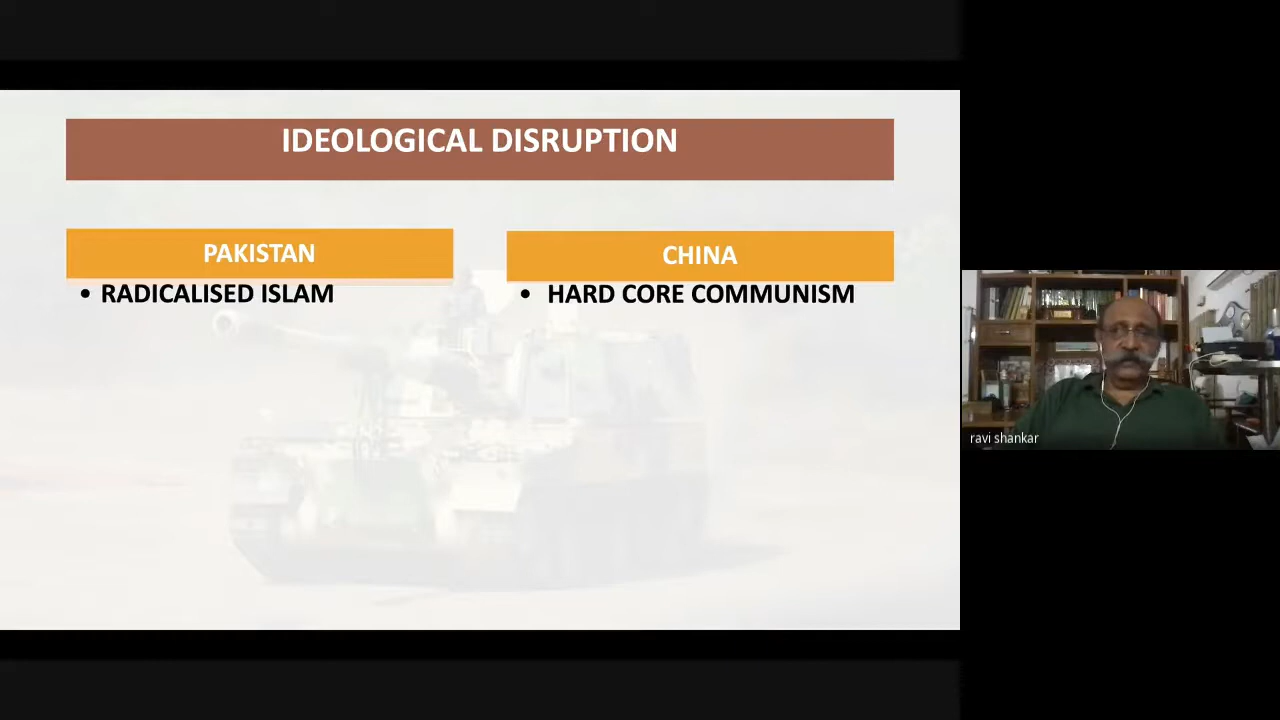 IDEOLOGICAL DISRUPTION
PAKISTAN
• RADICALISED ISLAM
CHINA
• HARD CORE COMMUNISM
ravi shankar